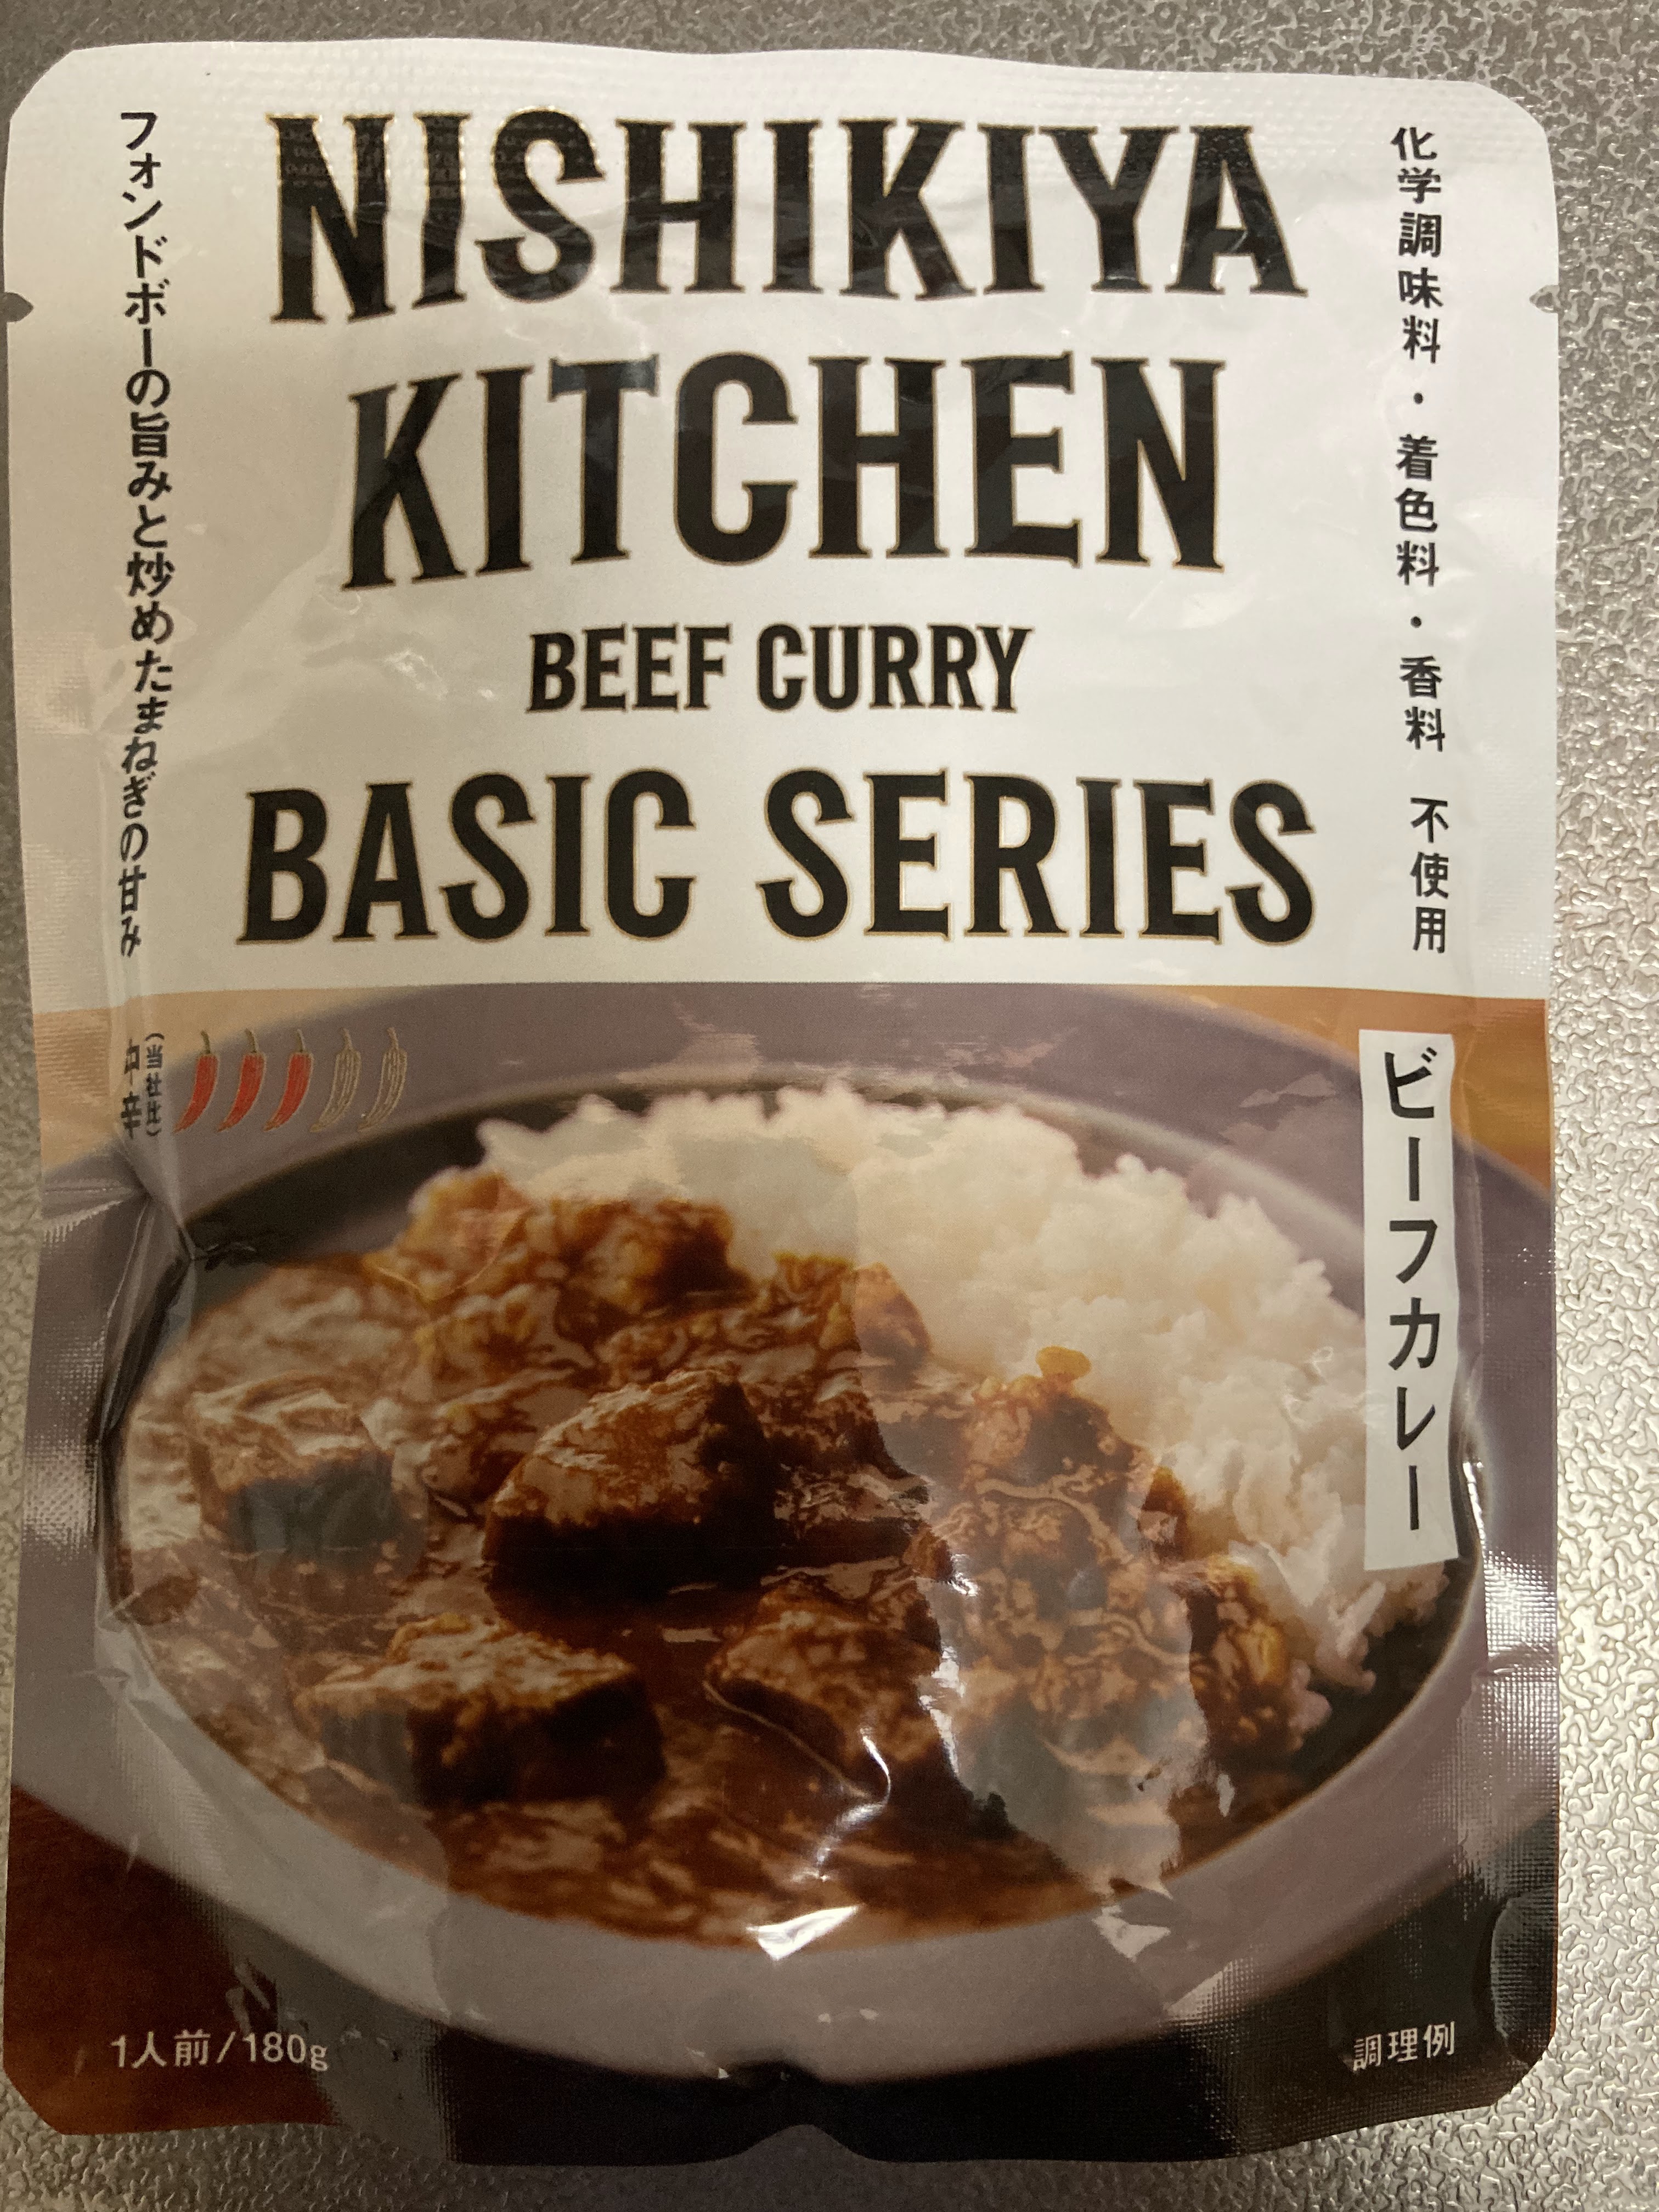 NISHIKIYA
KITCHEN
BEEF CURRY
BASIC SERIES
化学調味料・着色料・香料 不使用
フォンドボーの旨みと炒めたまねぎの甘み
(当社比)
中辛
ビーフカレー
1人前/180g
調理例